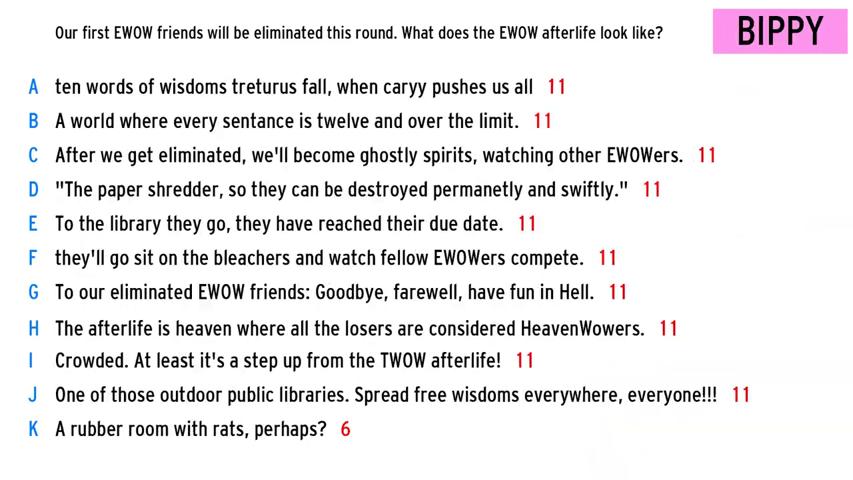 Our first EWOW friends will be eliminated this round. What does the EWOW afterlife look like?
BIPPY
A ten words of wisdoms treturus fall, when caryy pushes us all 11
B A world where every sentence is twelve and over the limit. 11
C After we get eliminated, we'll become ghostly spirits, watching other EWOWers. 11
D "The paper shredder, so they can be destroyed permanetly and swiftly." 11
E To the library they go, they have reached their due date. 11
F they'll go sit on the bleachers and watch fellow EWOWers compete. 11
G To our eliminated EWOW friends: Goodbye, farewell, have fun in Hell. 11
H The afterlife is heaven where all the losers are considered HeavenWowers. 11
I Crowded. At least it's a step up from the TWOW afterlife! 11
J One of those outdoor public libraries. Spread free wisdoms everywhere, everyone!!! 11
K A rubber room with rats, perhaps? 6